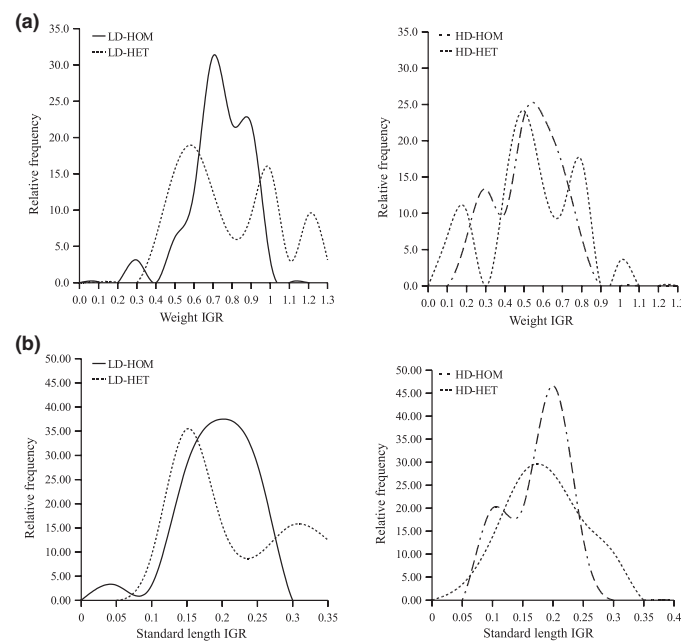 (a)
LD-HOM
LD-HET
35.0
30.0
25.0
20.0
15.0
10.0
5.0
0.0
Relative frequency
0.0 0.1 0.2 0.3 0.4 0.5 0.6 0.7 0.8 0.9 1 1.1 1.2 1.3
Weight IGR
HD-HOM
HD-HET
35.0
30.0
25.0
20.0
15.0
10.0
5.0
0.0
Relative frequency
0.0 0.1 0.2 0.3 0.4 0.5 0.6 0.7 0.8 0.9 1 1.1 1.2 1.3
Weight IGR
(b)
LD-HOM
LD-HET
50.00
45.00
40.00
35.00
30.00
25.00
20.00
15.00
10.00
5.00
0.00
Relative frequency
0 0.05 0.1 0.15 0.2 0.25 0.3 0.35
Standard length IGR
HD-HOM
HD-HET
50.00
45.00
40.00
35.00
30.00
25.00
20.00
15.00
10.00
5.00
0.00
Relative frequency
0 0.05 0.1 0.15 0.2 0.25 0.3 0.35 0.4
Standard length IGR